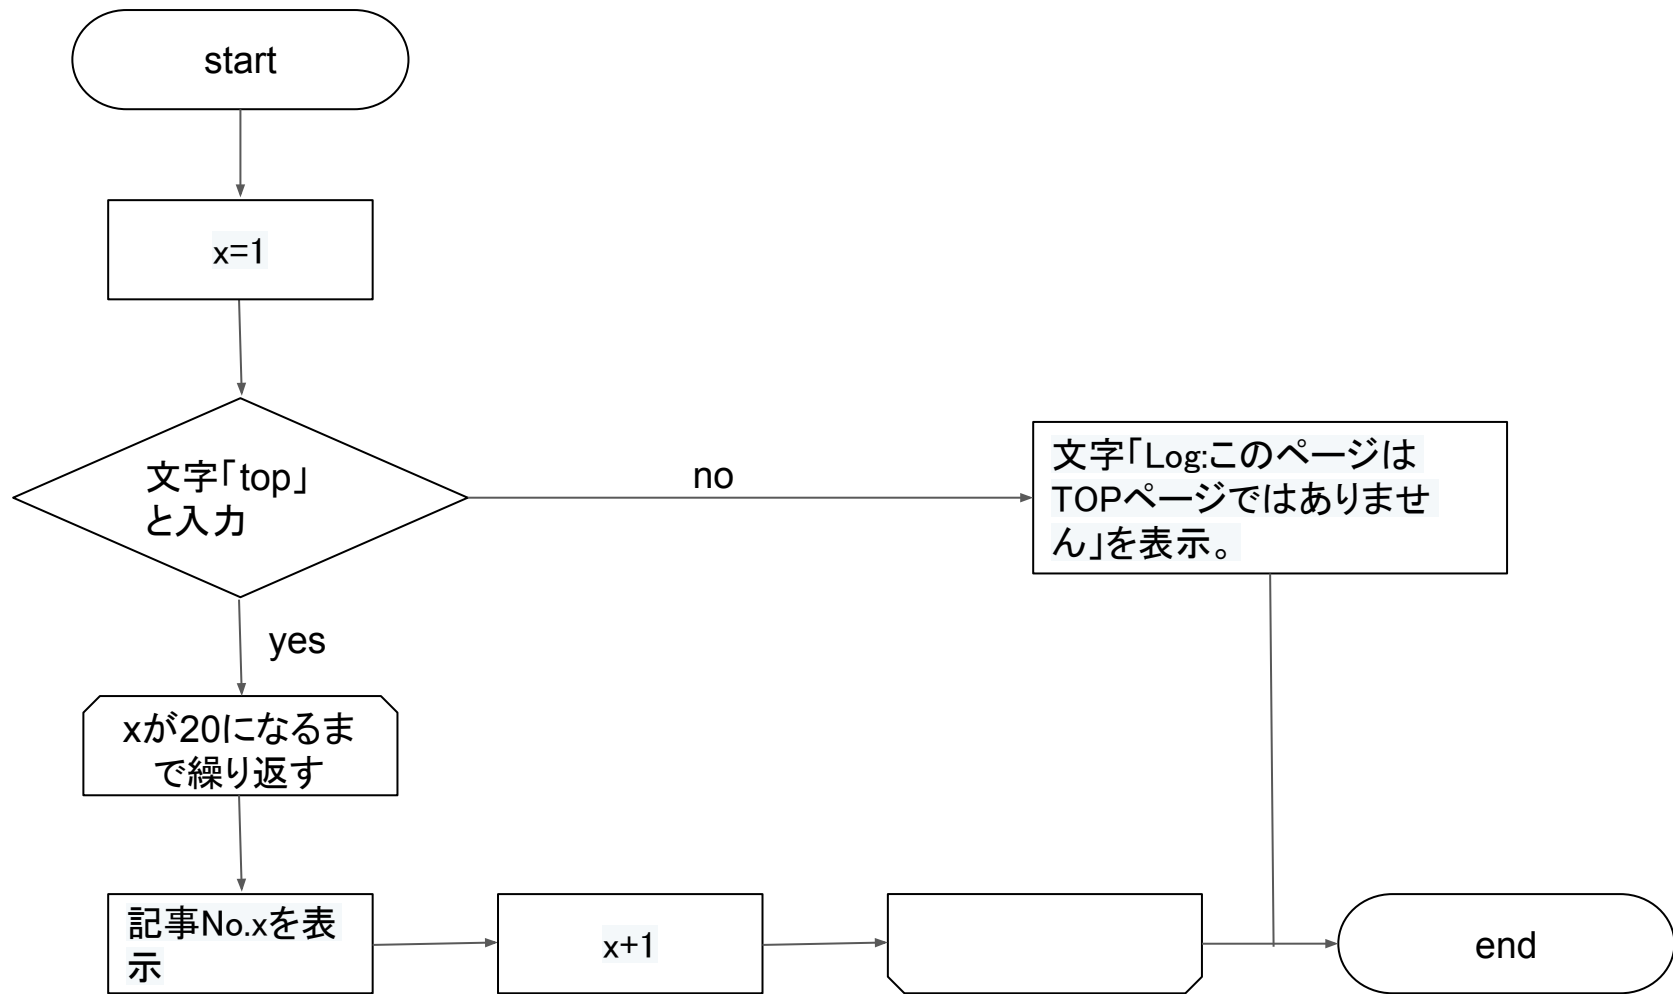 start
x=1
文字「top」
と入力
no
文字「Log:このページは
TOPページではありませ
ん」を表示。
yes
xが20になるま
で繰り返す
記事No.xを表
示
x+1
end